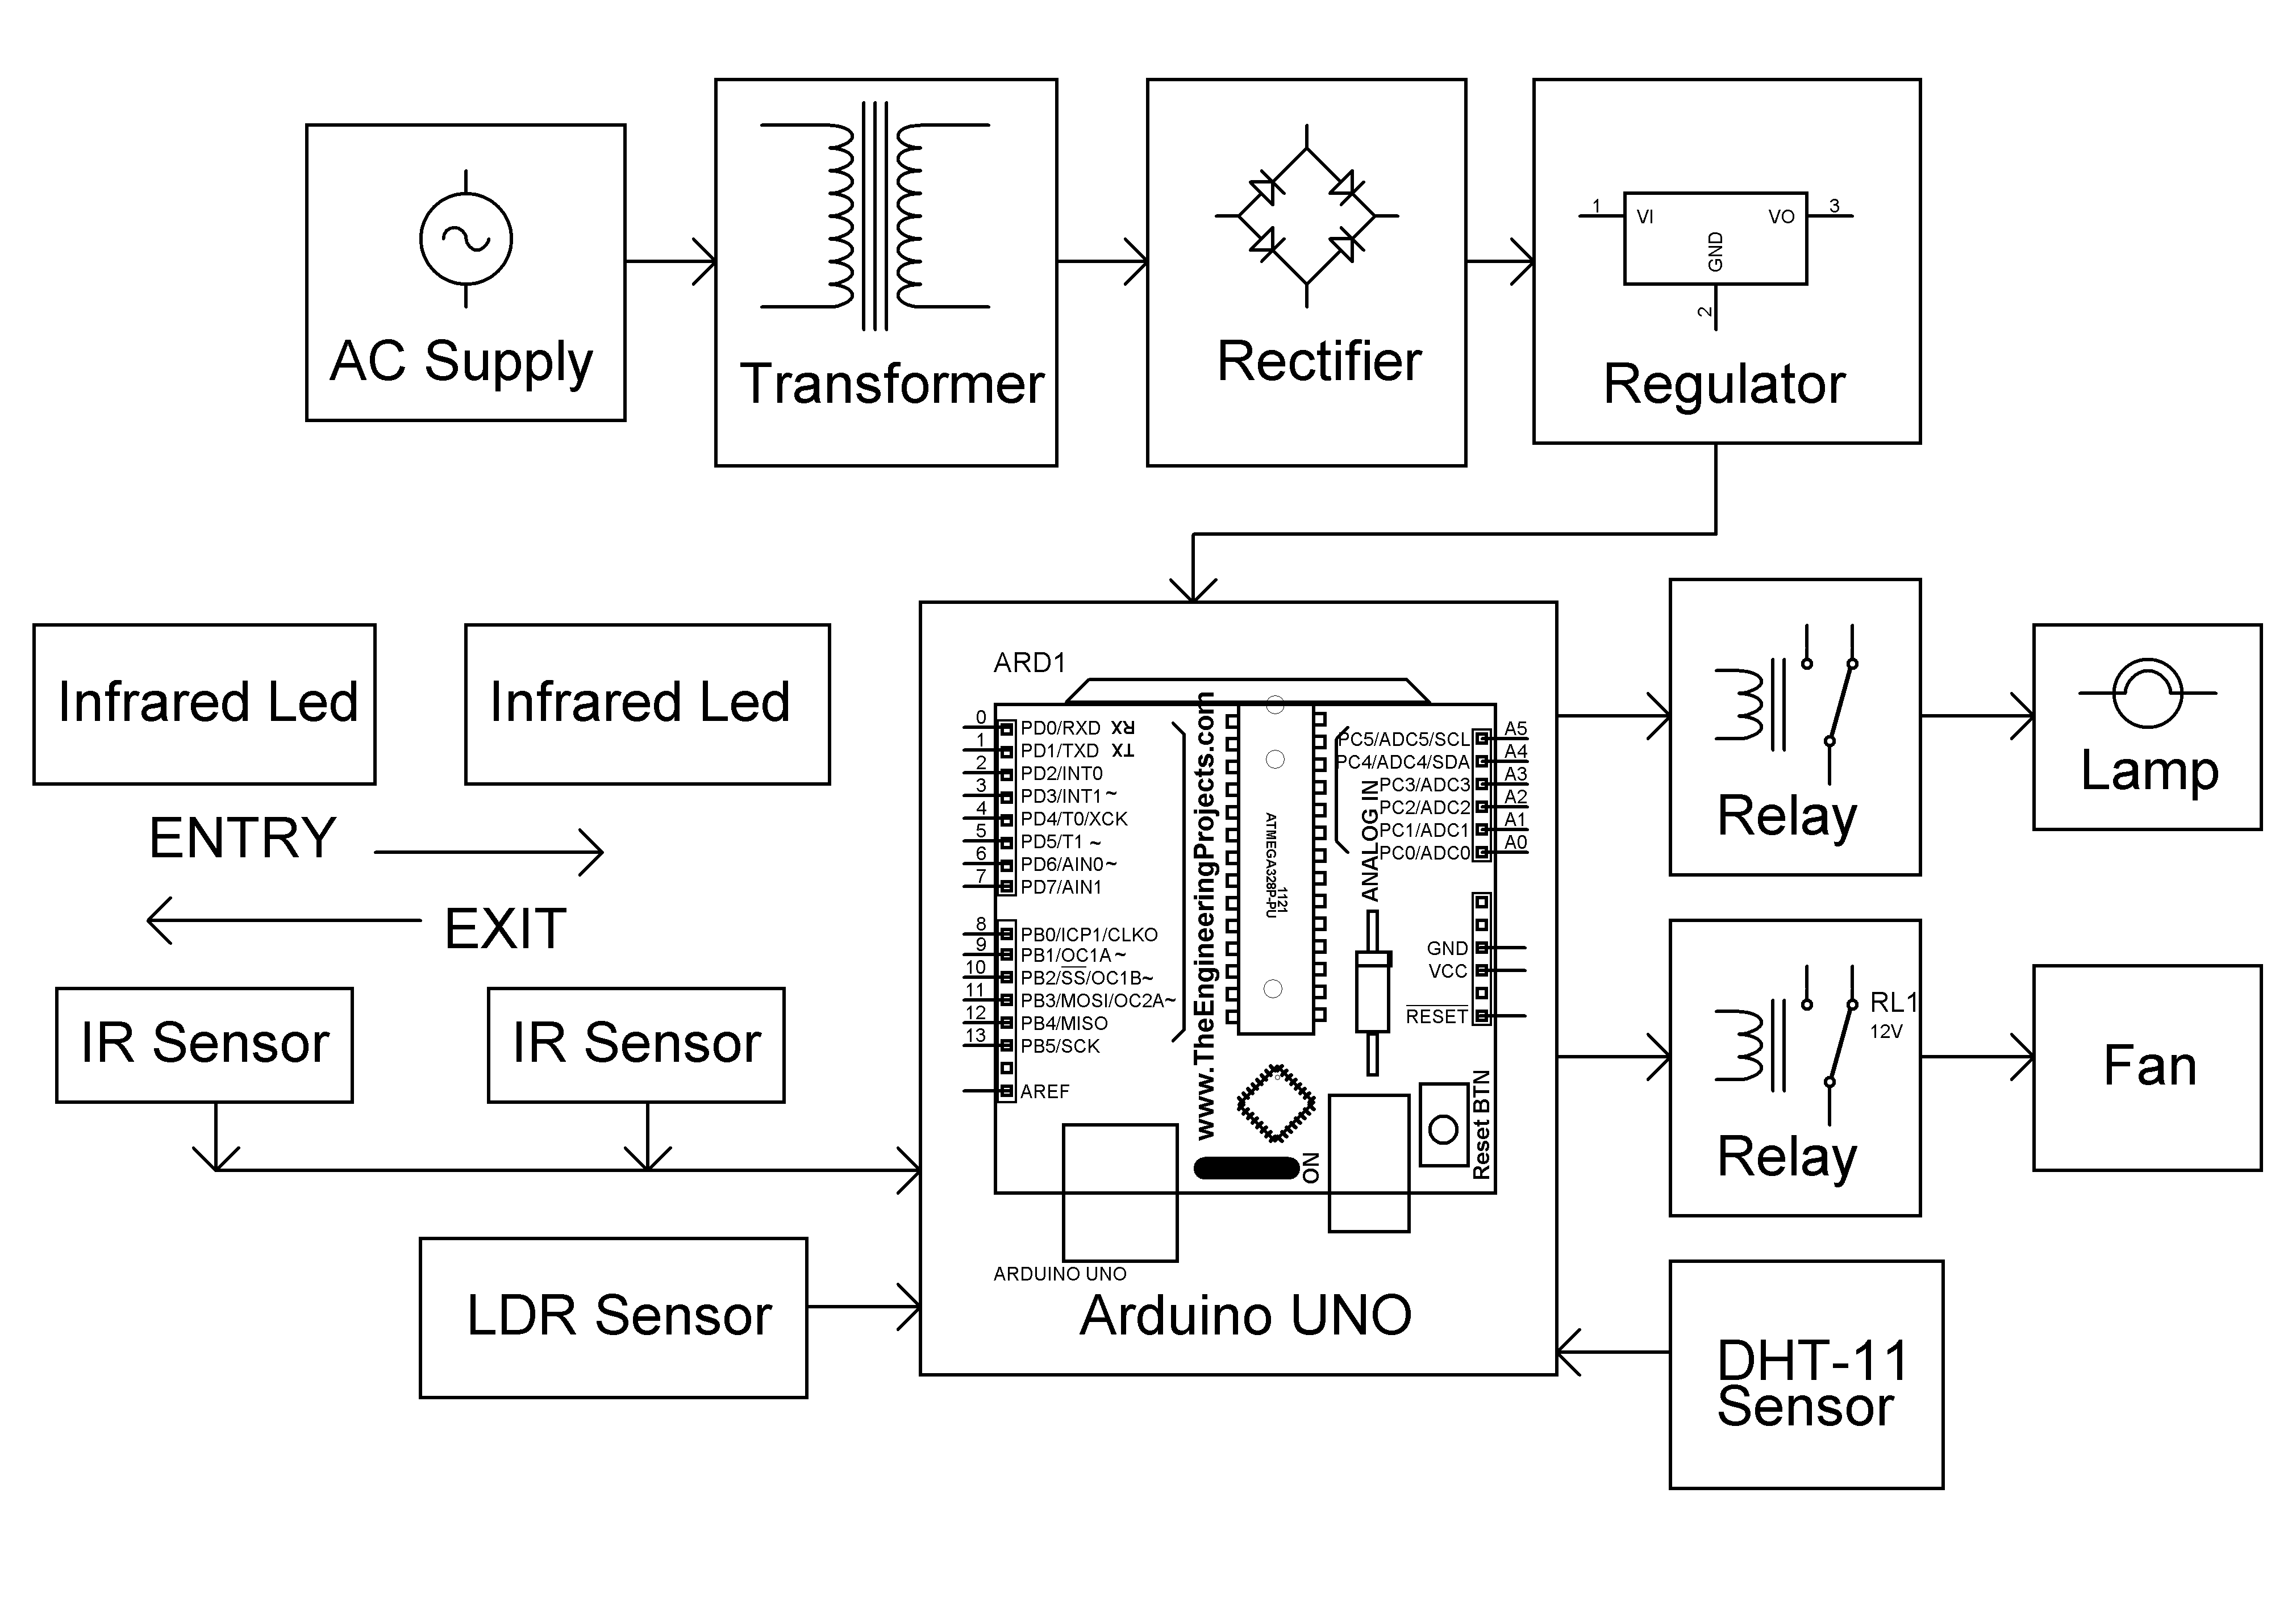 AC Supply
Transformer
Rectifier
1
VI
VO
3
GND
2
Regulator
Infrared Led
Infrared Led
ENTRY
EXIT
IR Sensor
IR Sensor
LDR Sensor
ARD1
0
PD0/RXD
RX
1
PD1/TXD
TX
2
PD2/INT0
3
PD3/INT1~
4
PD4/T0/XCK
5
PD5/T1 ~
6
PD6/AIN0~
7
PD7/AIN1
8
PB0/ICP1/CLKO
9
PB1/OC1A~
10
PB2/SS/OC1B~
11
PB3/MOSI/OC2A~
12
PB4/MISO
13
PB5/SCK
AREF
www.TheEngineeringProjects.com
ATMEGA328P-PU
1121
ANALOG IN
PC5/ADC5/SCL
A5
PC4/ADC4/SDA
A4
PC3/ADC3
A3
PC2/ADC2
A2
PC1/ADC1
A1
PC0/ADC0
A0
GND
VCC
RESET
Reset BTN
ON
ARDUINO UNO
Arduino UNO
Relay
Lamp
RL1
12V
Relay
Fan
DHT-11
Sensor